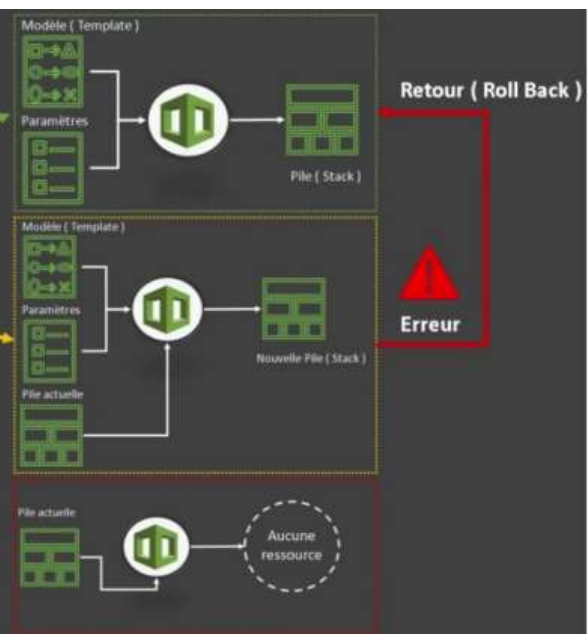 Modèle ( Template )
Paramètres
Pile ( Stack )
Retour ( Roll Back )
Modèle ( Template )
Paramètres
Pile actuelle
Nouvelle Pile ( Stack )
Erreur
Pile actuelle
Aucune
ressource